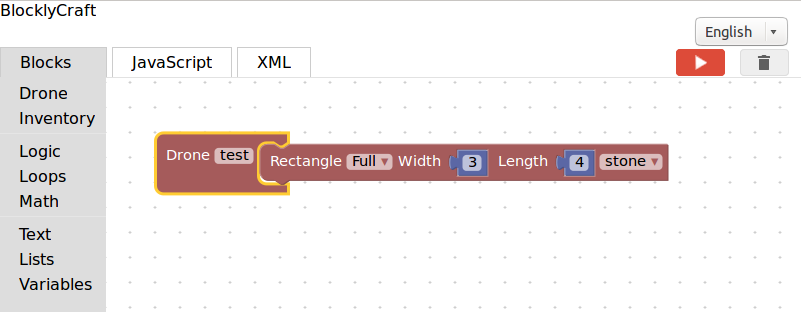 BlocklyCraft
English
Blocks JavaScript XML
Drone
Inventory
Logic
Loops
Math
Text
Lists
Variables
Drone test Rectangle Full Width 3 Length 4 stone